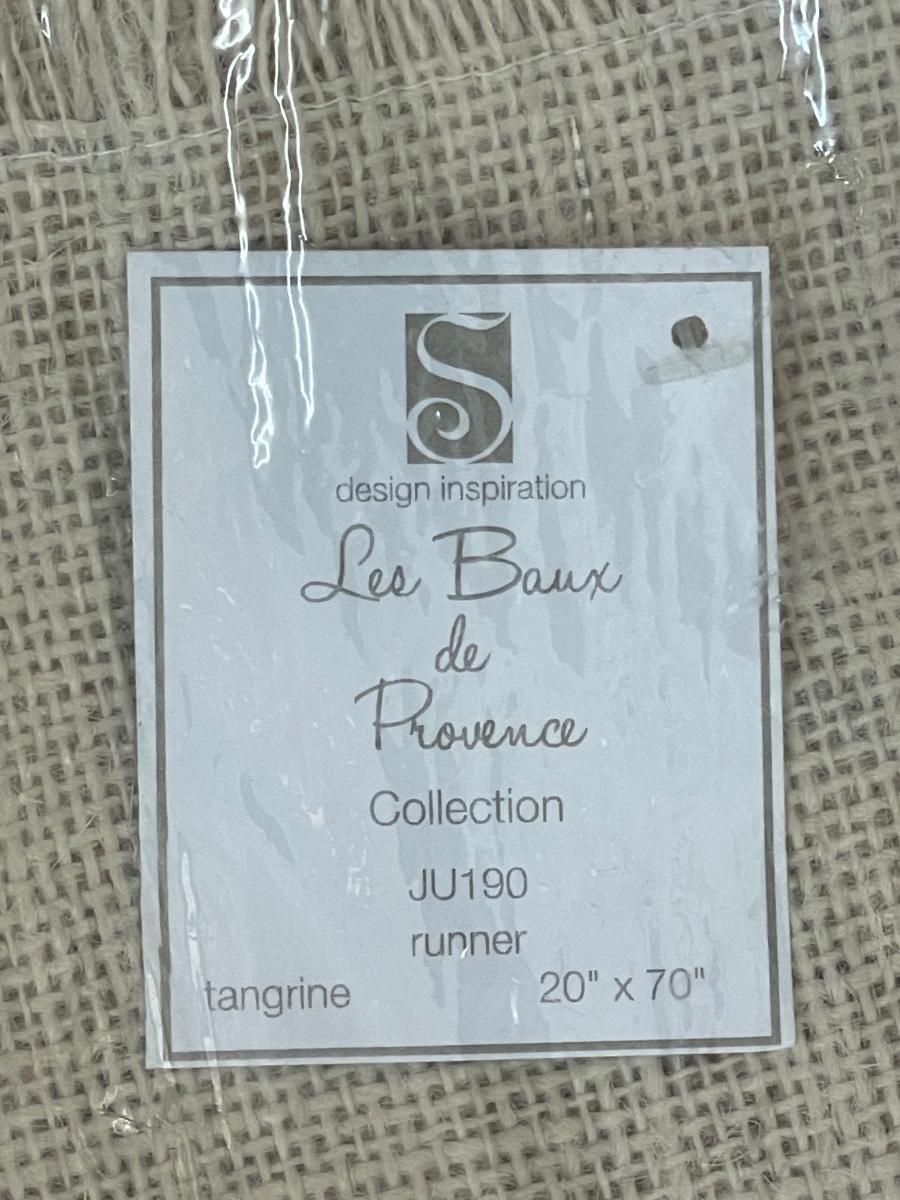 S
design inspiration
Les Baux
de
Provence
Collection
JU190
runner
tangrine 20" x 70"